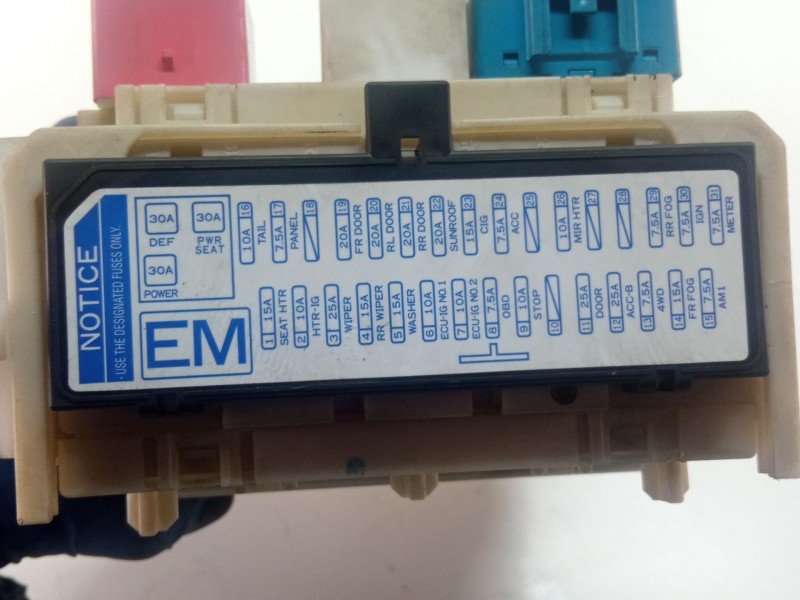 NOTICE
·USE THE DESIGNATED FUSES ONLY.
30A
DEF
30A
PWR
SEAT
30A
POWER
EM
10A 16
TAIL
7.5A 17
PANEL
18
20A 19
FR DOOR
20A 20
RL DOOR
20A 21
RR DOOR
20A 22
SUNROOF
15A 23
CIG
7.5A 24
ACC
25
10A 26
MIR HTR
27
28
7.5A 29
RR FOG
7.5A 30
IGN
7.5A 31
METER
1 15A
SEAT HTR
2 10A
HTR-IG
3 25A
WIPER
4 15A
RR WIPER
5 15A
WASHER
6 10A
ECU-IG NO.1
7 10A
ECU-IG NO.2
8 7.5A
OBD
9 10A
STOP
10
11 25A
DOOR
12 25A
ACC-B
13 7.5A
4WD
14 15A
FR FOG
15 7.5A
AM1